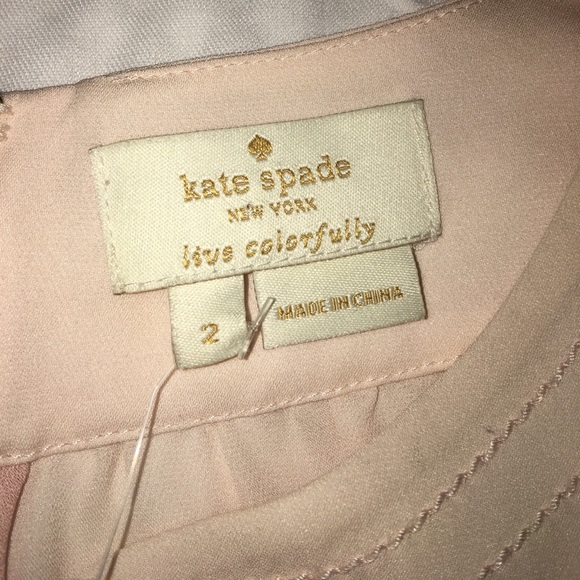 kate spade
NEW YORK
live colorfully
2
MADE IN CHINA